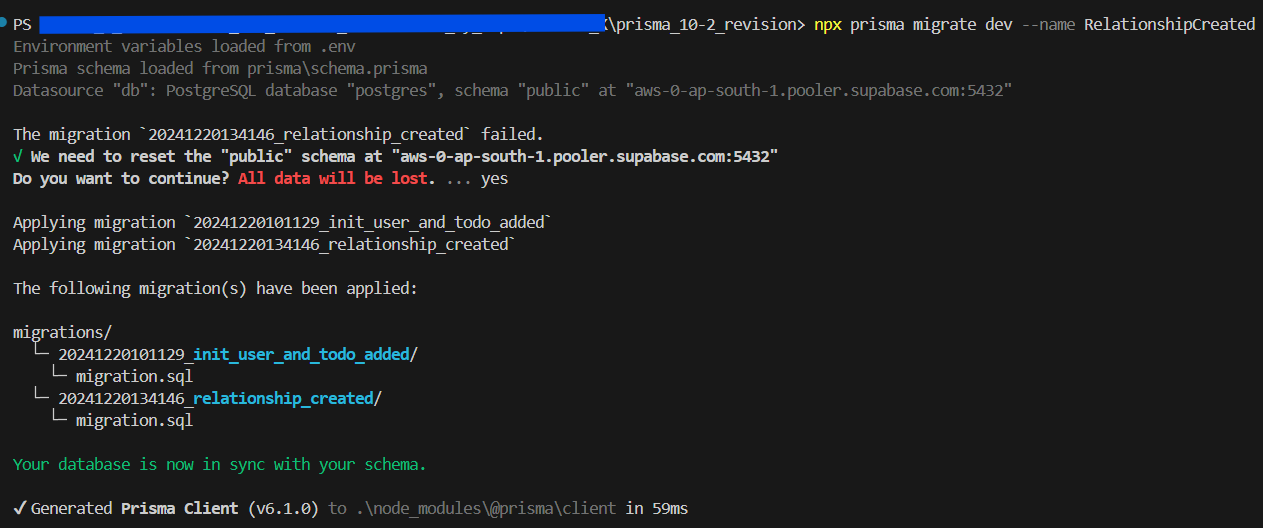 PS \prisma_10-2_revision> npx prisma migrate dev --name RelationshipCreated
Environment variables loaded from .env
Prisma schema loaded from prisma\schema.prisma
Datasource "db": PostgreSQL database "postgres", schema "public" at "aws-0-ap-south-1.pooler.supabase.com:5432"
The migration `20241220134146_relationship_created` failed.
√ We need to reset the "public" schema at "aws-0-ap-south-1.pooler.supabase.com:5432"
Do you want to continue? All data will be lost. ... yes
Applying migration `20241220101129_init_user_and_todo_added`
Applying migration `20241220134146_relationship_created`
The following migration(s) have been applied:
migrations/
└─ 20241220101129_init_user_and_todo_added/
└─ migration.sql
└─ 20241220134146_relationship_created/
└─ migration.sql
Your database is now in sync with your schema.
✔ Generated Prisma Client (v6.1.0) to .\node_modules\@prisma\client in 59ms